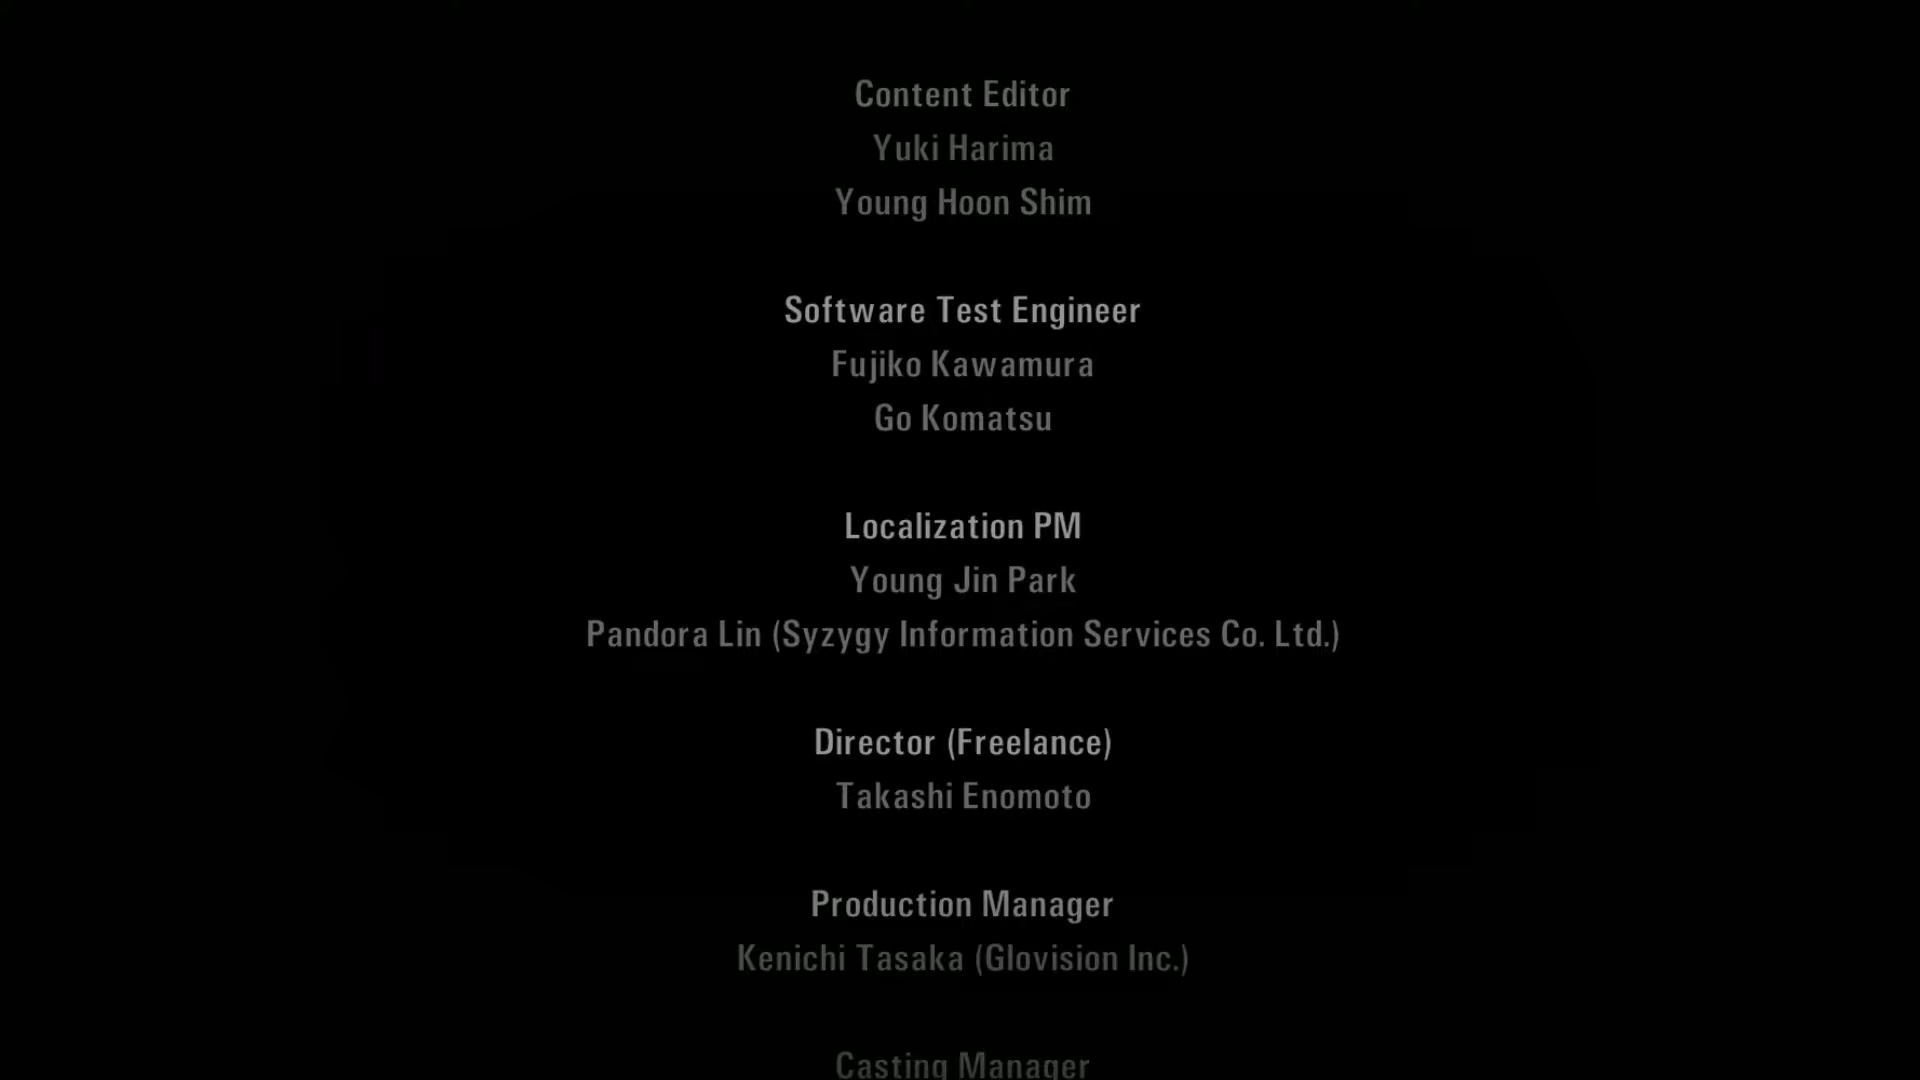 Content Editor
Yuki Harima
Young Hoon Shim
Software Test Engineer
Fujiko Kawamura
Go Komatsu
Localization PM
Young Jin Park
Pandora Lin (Syzygy Information Services Co. Ltd.)
Director (Freelance)
Takashi Enomoto
Production Manager
Kenichi Tasaka (Glovision Inc.)
Casting Manager